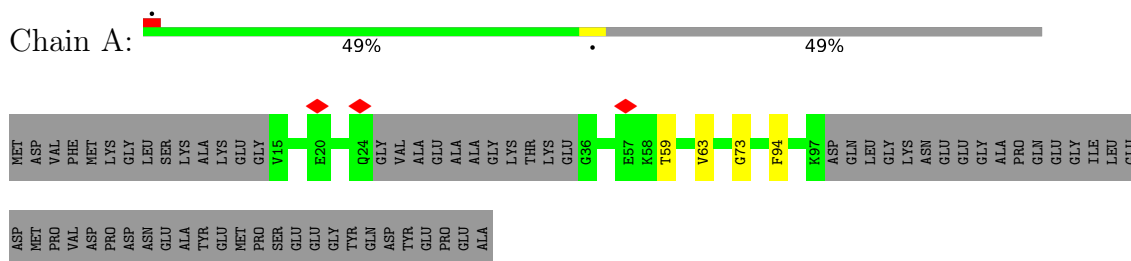 Chain A:
49% • 49%
MET ASP VAL PHE MET LYS GLY LEU SER LYS ALA LYS GLU GLY V15 E20 Q24 GLY VAL ALA GLU ALA ALA GLY LYS THR LYS GLU G36 E57 K58 T59 V63 G73 F94 K97 ASP GLN LEU GLY LYS ASN GLU GLU GLY ALA PRO GLN GLU GLY ILE LEU GLU
ASP MET PRO VAL ASP PRO ASP ASN GLU ALA TYR GLU MET PRO SER GLU GLU GLY TYR GLN ASP TYR GLU PRO GLU ALA